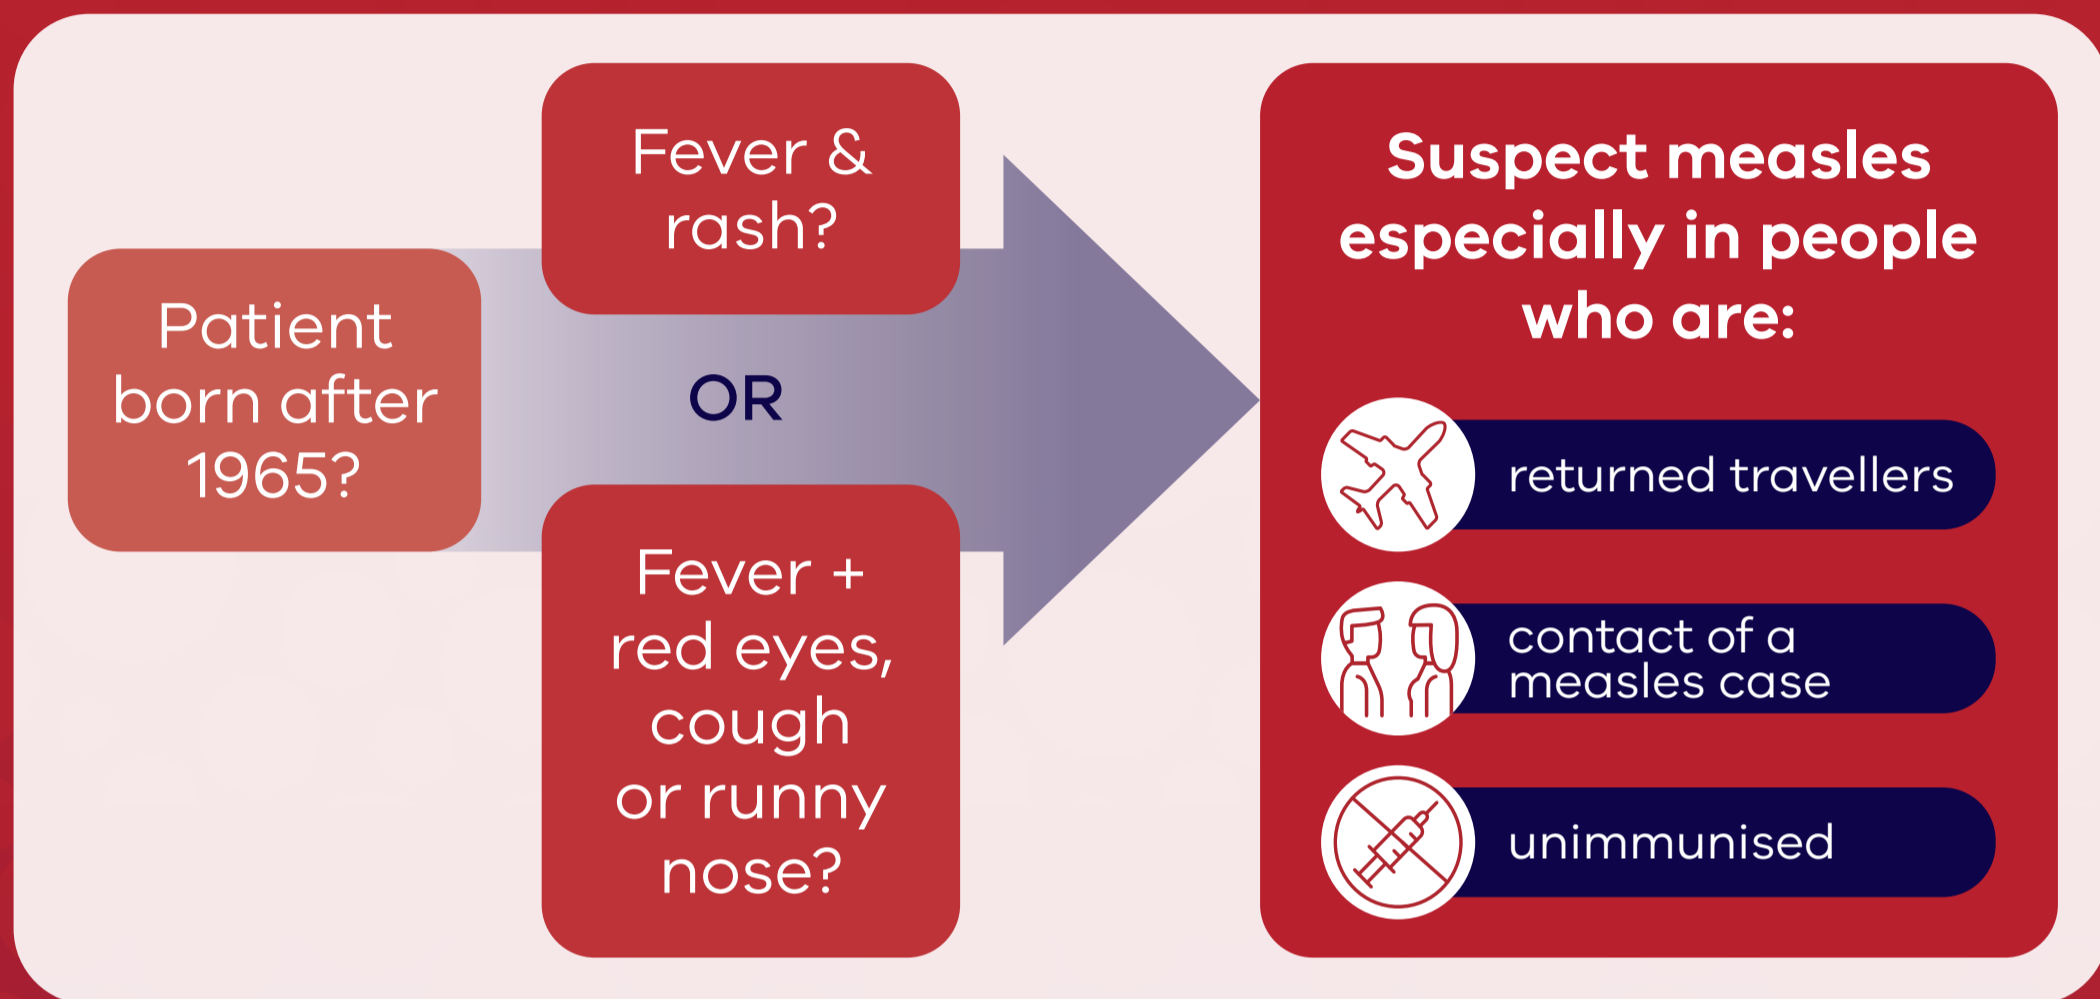 Patient
born after
1965?
Fever &
rash?
OR
Fever +
red eyes,
cough
or runny
nose?
Suspect measles
especially in people
who are:
returned travellers
contact of a
measles case
unimmunised